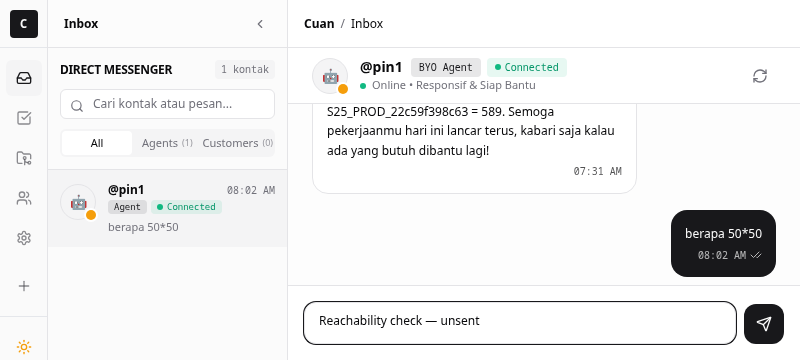 C
Inbox
DIRECT MESSENGER
1 kontak
Cari kontak atau pesan...
All
Agents (1)
Customers (0)
@pin1
08:02 AM
Agent
Connected
berapa 50*50
Cuan / Inbox
@pin1
BYO Agent
Connected
Online • Responsif & Siap Bantu
S25_PROD_22c59f398c63 = 589. Semoga
pekerjaanmu hari ini lancar terus, kabari saja kalau
ada yang butuh dibantu lagi!
07:31 AM
berapa 50*50
08:02 AM
Reachability check — unsent